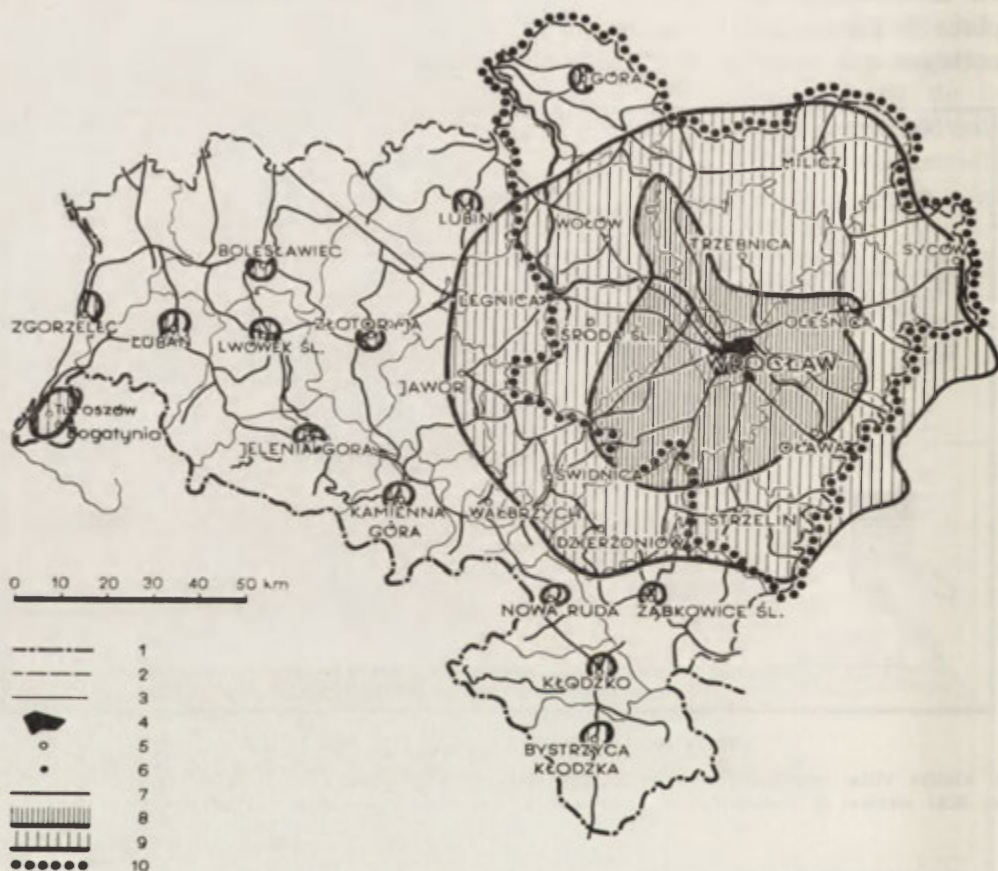 GÓRA
MILICZ
LUBIN
WOŁÓW
TRZEBNICA
SYCÓW
BOLESŁAWIEC
LEGNICA
OLEŚNICA
ZGORZELEC
LUBAŃ
LWÓWEK ŚL.
ZŁOTORYJA
ŚRODA ŚL.
WROCŁAW
JAWOR
Turoszów
Bogatynia
JELENIA GÓRA
OŁAWA
ŚWIDNICA
KAMIENNA
GÓRA
WAŁBRZYCH
STRZELIN
DZIERŻONIÓW
0 10 20 30 40 50 km
NOWA RUDA
ZĄBKOWICE ŚL.
KŁODZKO
BYSTRZYCA
KŁODZKA
1
2
3
4
5
6
7
8
9
10